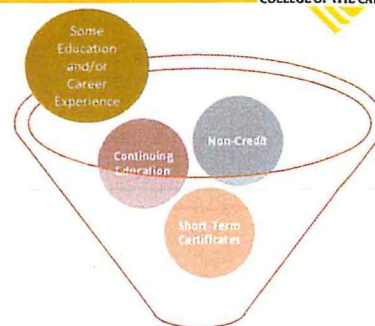 COLLEGE OF THE CA
Some
Education
and/or
Career
Experience
Non-Credit
Continuing
Education
Short-Term
Certificates